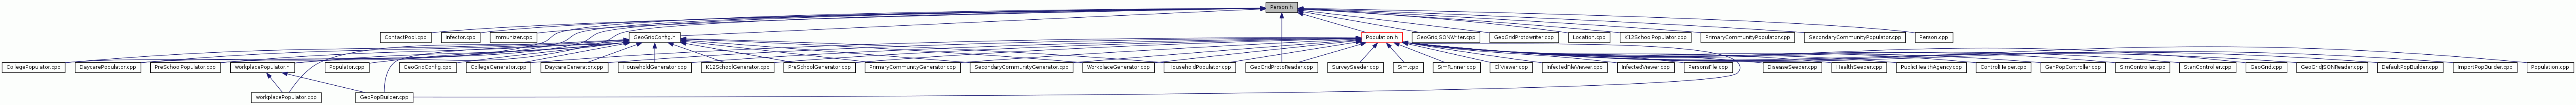 Person.h
ContactPool.cpp
Infector.cpp
Immunizer.cpp
GeoGridConfig.h
Population.h
GeoGridJSONWriter.cpp
GeoGridProtoWriter.cpp
Location.cpp
K12SchoolPopulator.cpp
PrimaryCommunityPopulator.cpp
SecondaryCommunityPopulator.cpp
Person.cpp
CollegePopulator.cpp
DaycarePopulator.cpp
PreSchoolPopulator.cpp
WorkplacePopulator.h
Populator.cpp
GeoGridConfig.cpp
CollegeGenerator.cpp
DaycareGenerator.cpp
HouseholdGenerator.cpp
K12SchoolGenerator.cpp
PreSchoolGenerator.cpp
PrimaryCommunityGenerator.cpp
SecondaryCommunityGenerator.cpp
WorkplaceGenerator.cpp
HouseholdPopulator.cpp
GeoGridProtoReader.cpp
SurveySeeder.cpp
Sim.cpp
SimRunner.cpp
CliViewer.cpp
InfectedFileViewer.cpp
InfectedViewer.cpp
PersonsFile.cpp
DiseaseSeeder.cpp
HealthSeeder.cpp
PublicHealthAgency.cpp
ControlHelper.cpp
GenPopController.cpp
SimController.cpp
StanController.cpp
GeoGrid.cpp
GeoGridJSONReader.cpp
DefaultPopBuilder.cpp
ImportPopBuilder.cpp
Population.cpp
WorkplacePopulator.cpp
GeoPopBuilder.cpp